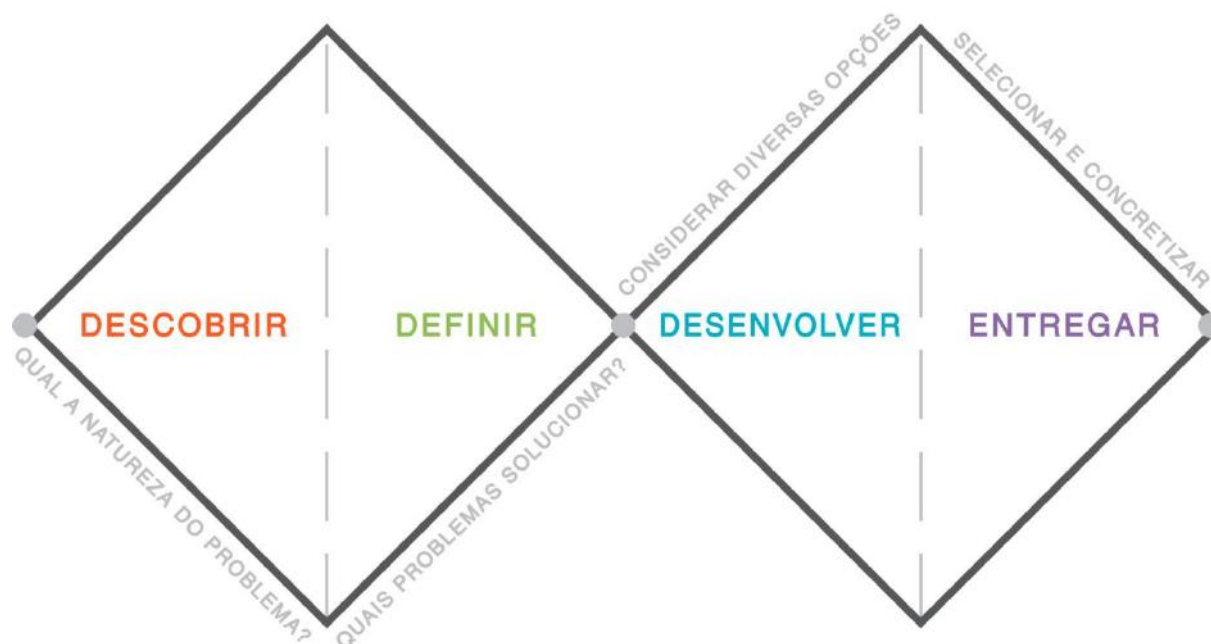 CONSIDERAR DIVERSAS OPÇÕES
SELECIONAR E CONCRETIZAR
DESCOBRIR
DEFINIR
DESENVOLVER
ENTREGAR
QUAL A NATUREZA DO PROBLEMA?
QUAIS PROBLEMAS SOLUCIONAR?